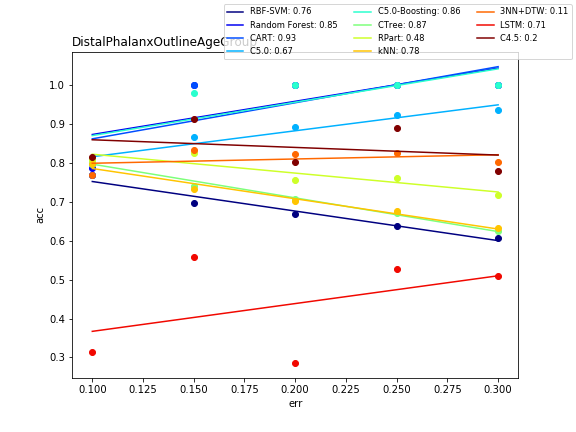 RBF-SVM: 0.76
Random Forest: 0.85
CART: 0.93
C5.0: 0.67
C5.0-Boosting: 0.86
CTree: 0.87
RPart: 0.48
kNN: 0.78
3NN+DTW: 0.11
LSTM: 0.71
C4.5: 0.2
DistalPhalanxOutlineAgeGroup
1.0
0.9
0.8
0.7
0.6
0.5
0.4
0.3
acc
0.100 0.125 0.150 0.175 0.200 0.225 0.250 0.275 0.300
err